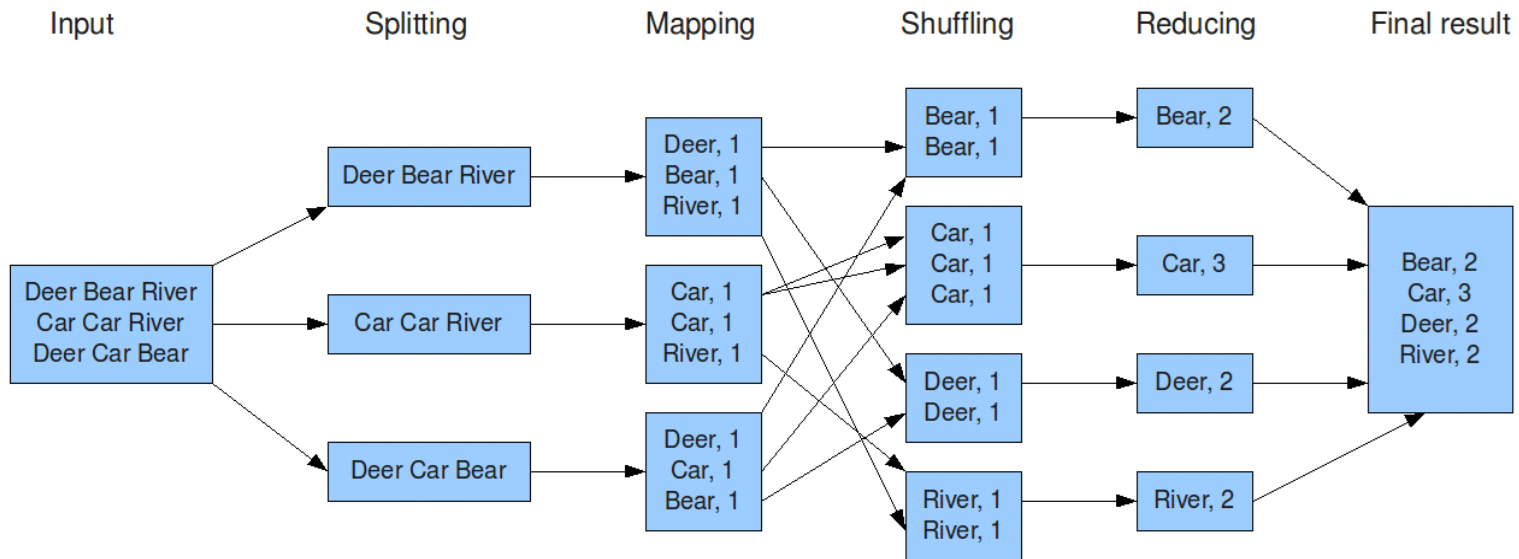 Input
Splitting
Mapping
Shuffling
Reducing
Final result
Deer Bear River
Car Car River
Deer Car Bear
Deer Bear River
Car Car River
Deer Car Bear
Deer, 1
Bear, 1
River, 1
Car, 1
Car, 1
River, 1
Deer, 1
Car, 1
Bear, 1
Bear, 1
Bear, 1
Car, 1
Car, 1
Car, 1
Deer, 1
Deer, 1
River, 1
River, 1
Bear, 2
Car, 3
Deer, 2
River, 2
Bear, 2
Car, 3
Deer, 2
River, 2